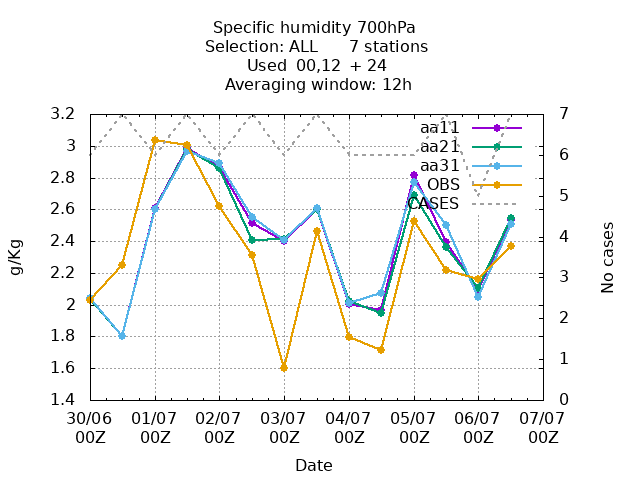 Specific humidity 700hPa
Selection: ALL 7 stations
Used 00,12 + 24
Averaging window: 12h
3.2
3
2.8
2.6
2.4
2.2
2
1.8
1.6
1.4
g/Kg
7
6
5
4
3
2
1
0
No cases
aa11
aa21
aa31
OBS
CASES
30/06 01/07 02/07 03/07 04/07 05/07 06/07 07/07
00Z 00Z 00Z 00Z 00Z 00Z 00Z 00Z
Date